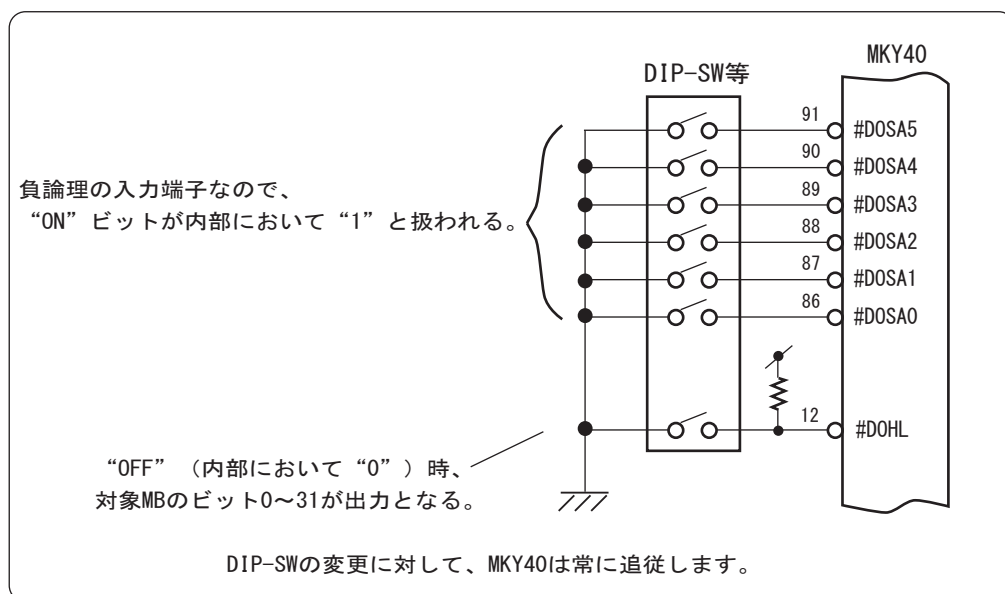 MKY40
DIP-SW等
91
#DOSA5
90
#DOSA4
89
#DOSA3
88
#DOSA2
87
#DOSA1
86
#DOSA0
負論理の入力端子なので、
“ON”ビットが内部において“1”と扱われる。
12
#DOHL
“OFF”（内部において“0”）時、
対象MBのビット0～31が出力となる。
DIP-SWの変更に対して、MKY40は常に追従します。